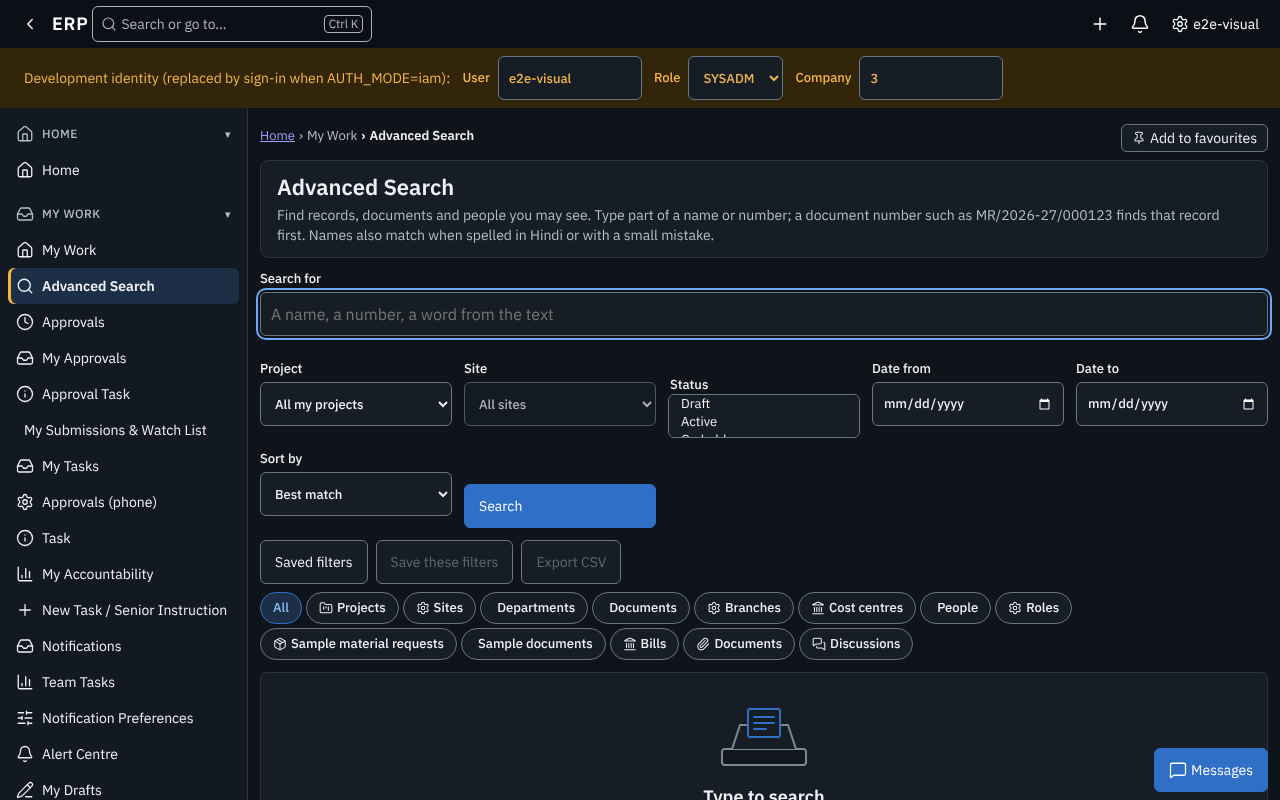 ERP
Search or go to...
Ctrl K
e2e-visual
Development identity (replaced by sign-in when AUTH_MODE=iam):
User
e2e-visual
Role
SYSADM
Company
3
HOME
Home
MY WORK
My Work
Advanced Search
Approvals
My Approvals
Approval Task
My Submissions & Watch List
My Tasks
Approvals (phone)
Task
My Accountability
New Task / Senior Instruction
Notifications
Team Tasks
Notification Preferences
Alert Centre
My Drafts
Home › My Work › Advanced Search
Add to favourites
Advanced Search
Find records, documents and people you may see. Type part of a name or number; a document number such as MR/2026-27/000123 finds that record
first. Names also match when spelled in Hindi or with a small mistake.
Search for
A name, a number, a word from the text
Project
All my projects
Site
All sites
Status
Draft
Active
Date from
mm/dd/yyyy
Date to
mm/dd/yyyy
Sort by
Best match
Search
Saved filters
Save these filters
Export CSV
All
Projects
Sites
Departments
Documents
Branches
Cost centres
People
Roles
Sample material requests
Sample documents
Bills
Documents
Discussions
Type to search
Messages